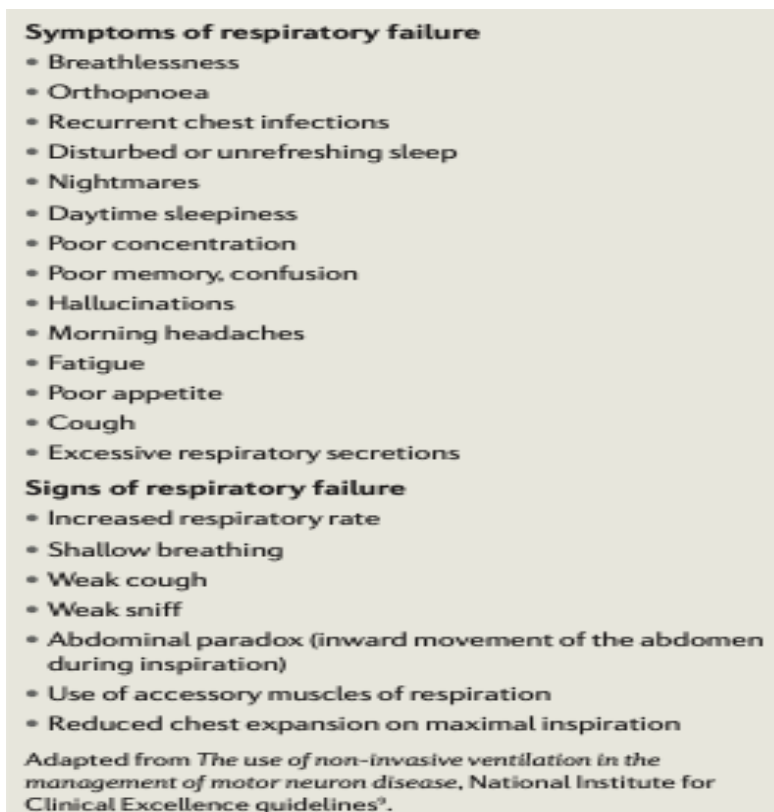 Symptoms of respiratory failure
• Breathlessness
• Orthopnoea
• Recurrent chest infections
• Disturbed or unrefreshing sleep
• Nightmares
• Daytime sleepiness
• Poor concentration
• Poor memory, confusion
• Hallucinations
• Morning headaches
• Fatigue
• Poor appetite
• Cough
• Excessive respiratory secretions
Signs of respiratory failure
• Increased respiratory rate
• Shallow breathing
• Weak cough
• Weak sniff
• Abdominal paradox (inward movement of the abdomen
during inspiration)
• Use of accessory muscles of respiration
• Reduced chest expansion on maximal inspiration
Adapted from The use of non-invasive ventilation in the
management of motor neuron disease, National Institute for
Clinical Excellence guidelines⁹.